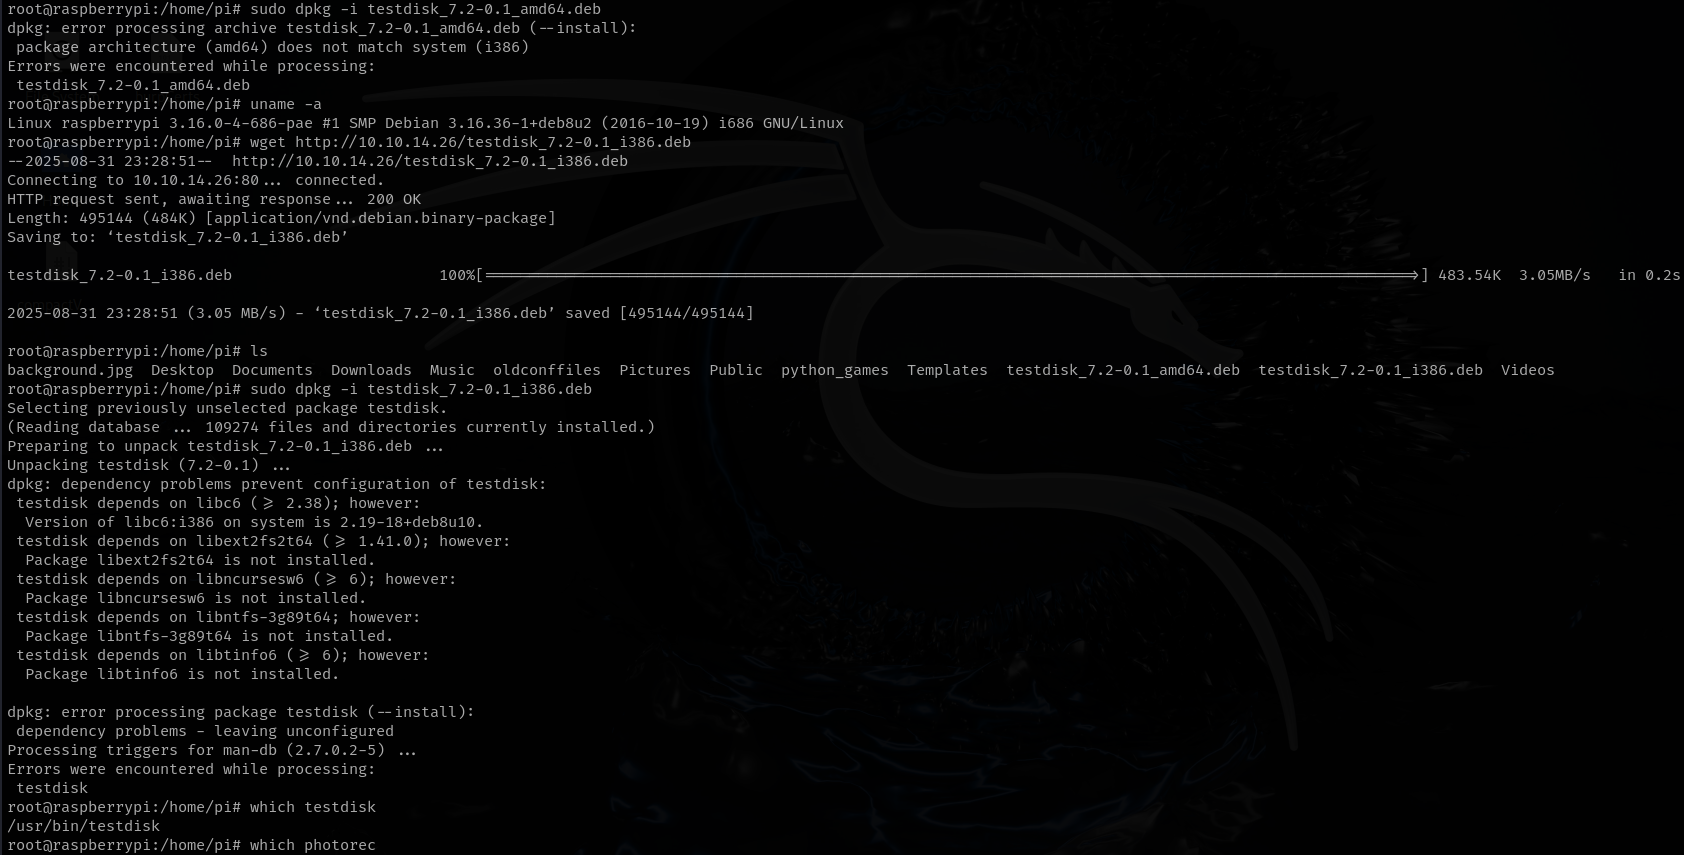 root@raspberrypi:/home/pi# sudo dpkg -i testdisk_7.2-0.1_amd64.deb
dpkg: error processing archive testdisk_7.2-0.1_amd64.deb (--install):
 package architecture (amd64) does not match system (i386)
Errors were encountered while processing:
 testdisk_7.2-0.1_amd64.deb
root@raspberrypi:/home/pi# uname -a
Linux raspberrypi 3.16.0-4-686-pae #1 SMP Debian 3.16.36-1+deb8u2 (2016-10-19) i686 GNU/Linux
root@raspberrypi:/home/pi# wget http://10.10.14.26/testdisk_7.2-0.1_i386.deb
--2025-08-31 23:28:51--  http://10.10.14.26/testdisk_7.2-0.1_i386.deb
Connecting to 10.10.14.26:80... connected.
HTTP request sent, awaiting response... 200 OK
Length: 495144 (484K) [application/vnd.debian.binary-package]
Saving to: ‘testdisk_7.2-0.1_i386.deb’
testdisk_7.2-0.1_i386.deb 100%[=======================================>] 483.54K 3.05MB/s in 0.2s
2025-08-31 23:28:51 (3.05 MB/s) - ‘testdisk_7.2-0.1_i386.deb’ saved [495144/495144]
root@raspberrypi:/home/pi# ls
background.jpg  Desktop  Documents  Downloads  Music  oldconffiles  Pictures  Public  python_games  Templates  testdisk_7.2-0.1_amd64.deb  testdisk_7.2-0.1_i386.deb  Videos
root@raspberrypi:/home/pi# sudo dpkg -i testdisk_7.2-0.1_i386.deb
Selecting previously unselected package testdisk.
(Reading database ... 109274 files and directories currently installed.)
Preparing to unpack testdisk_7.2-0.1_i386.deb ...
Unpacking testdisk (7.2-0.1) ...
dpkg: dependency problems prevent configuration of testdisk:
 testdisk depends on libc6 (>= 2.38); however:
  Version of libc6:i386 on system is 2.19-18+deb8u10.
 testdisk depends on libext2fs2t64 (>= 1.41.0); however:
  Package libext2fs2t64 is not installed.
 testdisk depends on libncursesw6 (>= 6); however:
  Package libncursesw6 is not installed.
 testdisk depends on libntfs-3g89t64; however:
  Package libntfs-3g89t64 is not installed.
 testdisk depends on libtinfo6 (>= 6); however:
  Package libtinfo6 is not installed.
dpkg: error processing package testdisk (--install):
 dependency problems - leaving unconfigured
Processing triggers for man-db (2.7.0.2-5) ...
Errors were encountered while processing:
 testdisk
root@raspberrypi:/home/pi# which testdisk
/usr/bin/testdisk
root@raspberrypi:/home/pi# which photorec